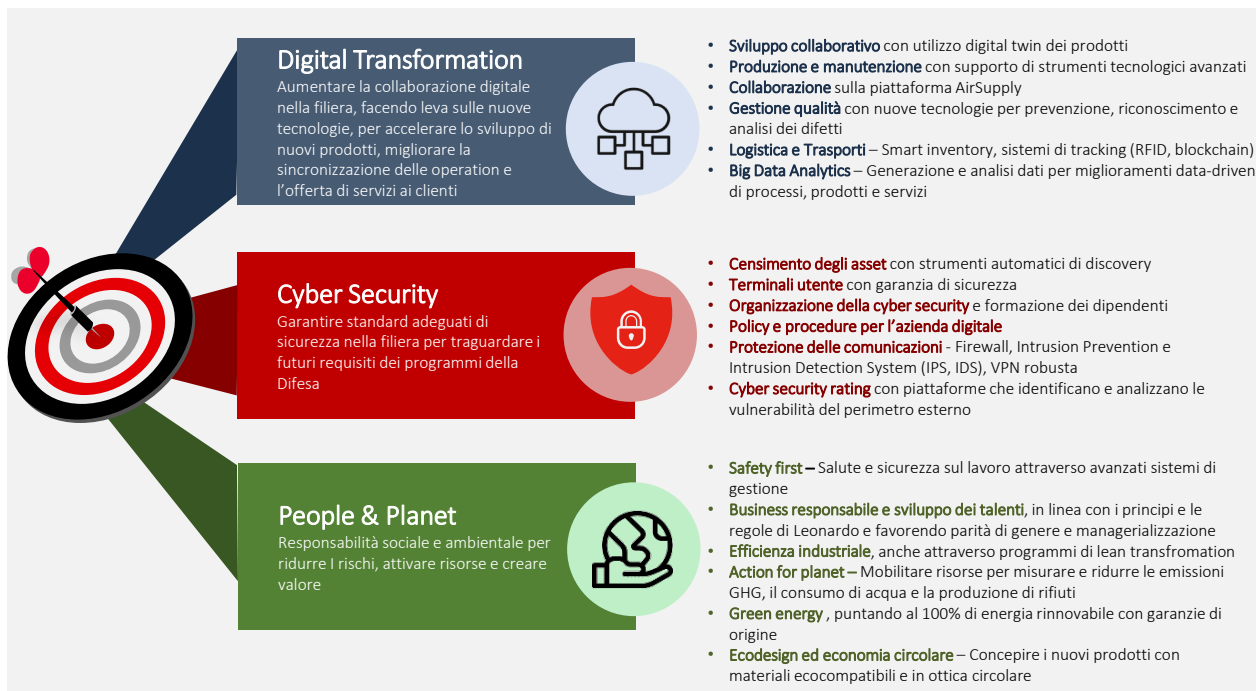 Digital Transformation
Aumentare la collaborazione digitale
nella filiera, facendo leva sulle nuove
tecnologie, per accelerare lo sviluppo di
nuovi prodotti, migliorare la
sincronizzazione delle operation e
l’offerta di servizi ai clienti
• Sviluppo collaborativo con utilizzo digital twin dei prodotti
• Produzione e manutenzione con supporto di strumenti tecnologici avanzati
• Collaborazione sulla piattaforma AirSupply
• Gestione qualità con nuove tecnologie per prevenzione, riconoscimento e
analisi dei difetti
• Logistica e Trasporti – Smart inventory, sistemi di tracking (RFID, blockchain)
• Big Data Analytics – Generazione e analisi dati per miglioramenti data-driven
di processi, prodotti e servizi
Cyber Security
Garantire standard adeguati di
sicurezza nella filiera per traguardare i
futuri requisiti dei programmi della
Difesa
• Censimento degli asset con strumenti automatici di discovery
• Terminali utente con garanzia di sicurezza
• Organizzazione della cyber security e formazione dei dipendenti
• Policy e procedure per l’azienda digitale
• Protezione delle comunicazioni - Firewall, Intrusion Prevention e
Intrusion Detection System (IPS, IDS), VPN robusta
• Cyber security rating con piattaforme che identificano e analizzano le
vulnerabilità del perimetro esterno
People & Planet
Responsabilità sociale e ambientale per
ridurre I rischi, attivare risorse e creare
valore
• Safety first – Salute e sicurezza sul lavoro attraverso avanzati sistemi di
gestione
• Business responsabile e sviluppo dei talenti, in linea con i principi e le
regole di Leonardo e favorendo parità di genere e managerializzazione
• Efficienza industriale, anche attraverso programmi di lean transfromation
• Action for planet – Mobilitare risorse per misurare e ridurre le emissioni
GHG, il consumo di acqua e la produzione di rifiuti
• Green energy , puntando al 100% di energia rinnovabile con garanzie di
origine
• Ecodesign ed economia circolare – Concepire i nuovi prodotti con
materiali ecocompatibili e in ottica circolare